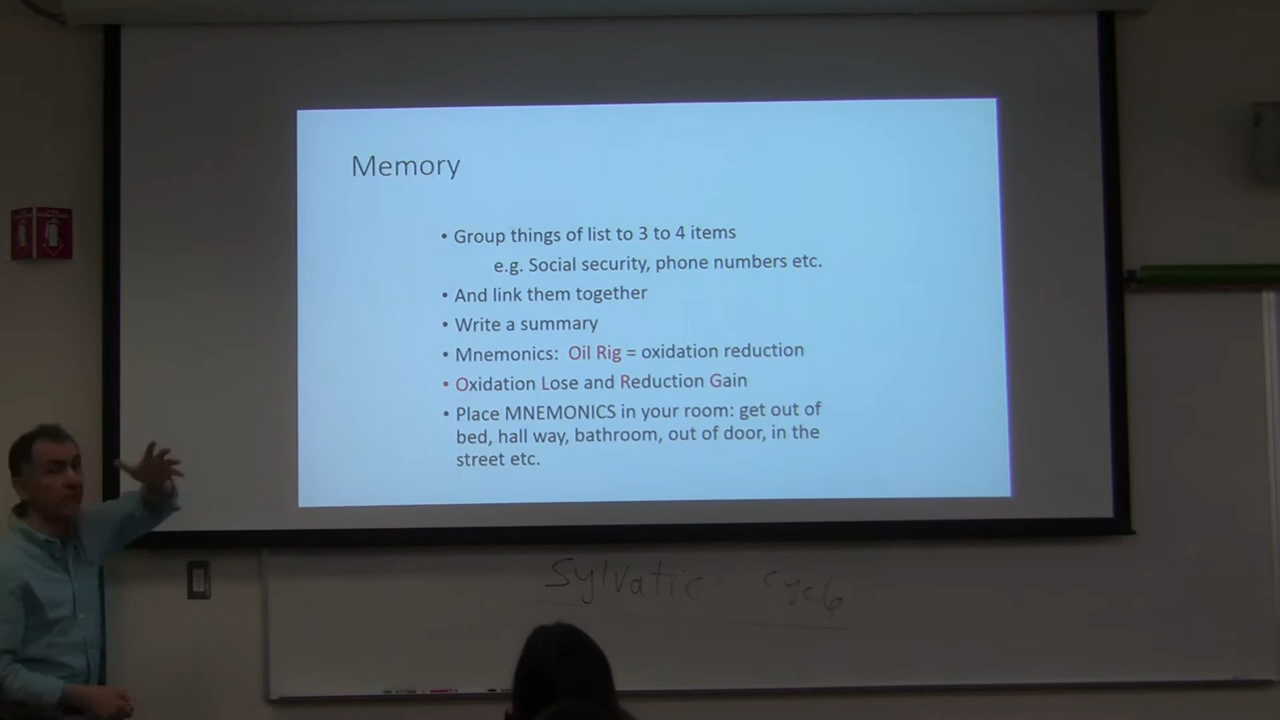 Memory
• Group things of list to 3 to 4 items
e.g. Social security, phone numbers etc.
• And link them together
• Write a summary
• Mnemonics: Oil Rig = oxidation reduction
• Oxidation Lose and Reduction Gain
• Place MNEMONICS in your room: get out of
bed, hall way, bathroom, out of door, in the
street etc.
Sylvatic